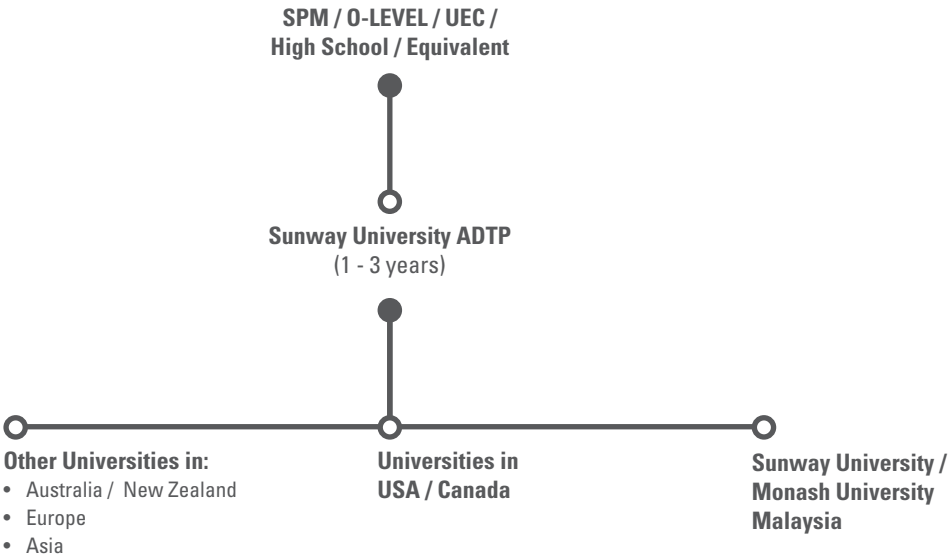 SPM / O-LEVEL / UEC /
High School / Equivalent
Sunway University ADTP
(1 - 3 years)
Other Universities in:
• Australia / New Zealand
• Europe
• Asia
Universities in
USA / Canada
Sunway University /
Monash University
Malaysia